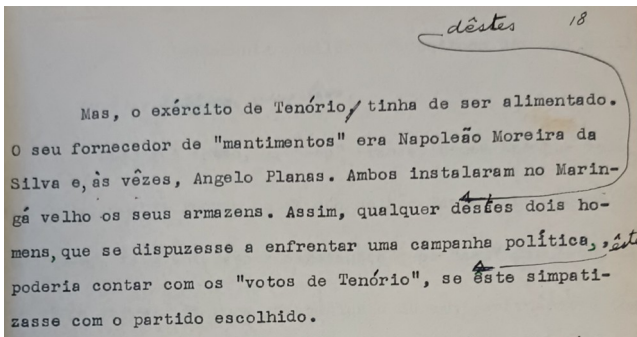 dêstes 18
Mas, o exército de Tenório, tinha de ser alimentado.
O seu fornecedor de "mantimentos" era Napoleão Moreira da
Silva e, às vêzes, Angelo Planas. Ambos instalaram no Marin-
gá velho os seus armazens. Assim, qualquer dêstes dois ho-
mens, que se dispuzesse a enfrentar uma campanha política, , êste
poderia contar com os "votos de Tenório", se êste simpati-
zasse com o partido escolhido.